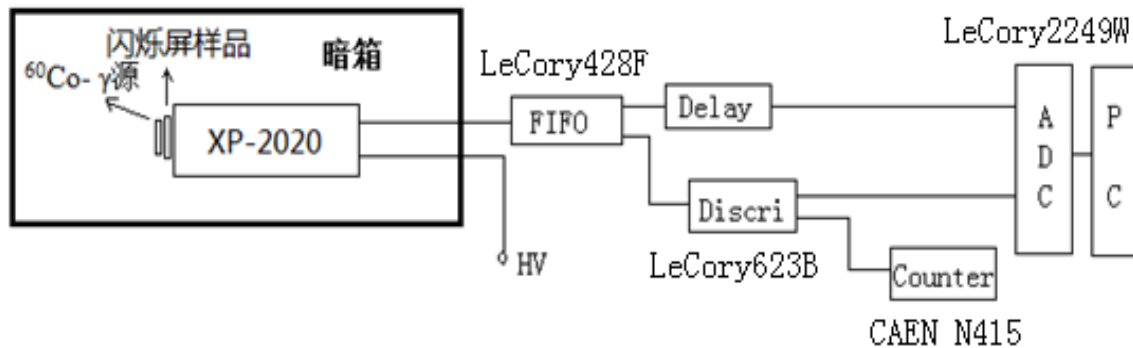 闪烁屏样品
暗箱
LeCory2249W
⁶⁰Co- γ源
LeCory428F
XP-2020
FIFO
Delay
A
D
C
P
C
Discri
HV
LeCory623B
Counter
CAEN N415